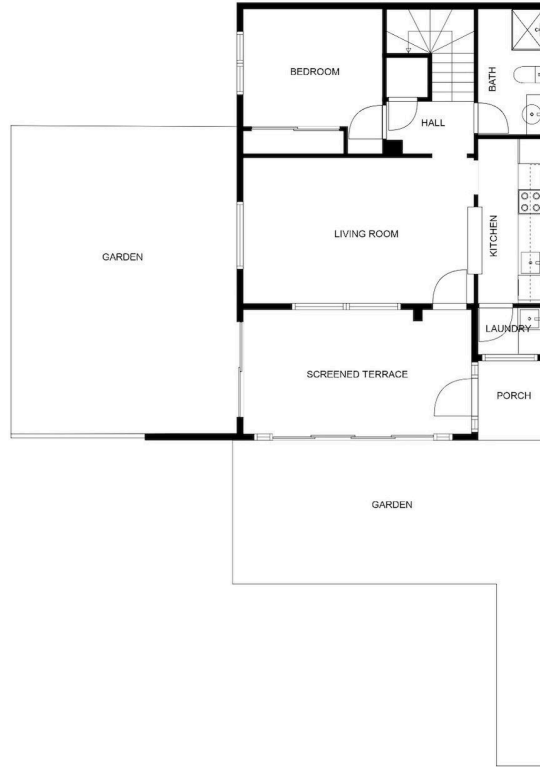 BEDROOM
BATH
HALL
LIVING ROOM
KITCHEN
GARDEN
LAUNDRY
SCREENED TERRACE
PORCH
GARDEN